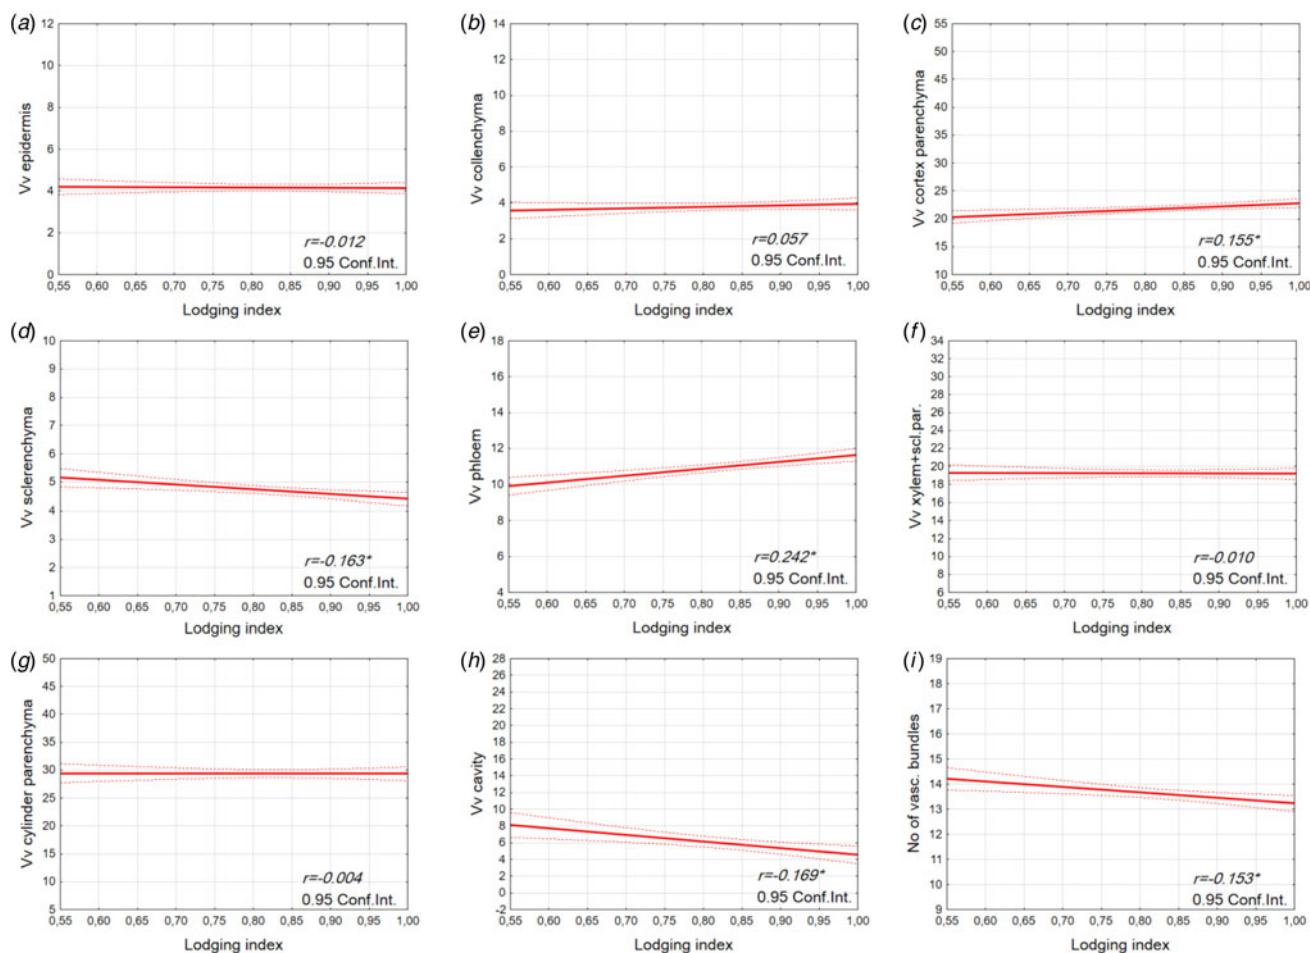 (a)
12
10
8
6
4
2
0
Vv epidermis
r=-0.012
0.95 Conf.Int.
0,55 0,60 0,65 0,70 0,75 0,80 0,85 0,90 0,95 1,00
Lodging index
(b)
14
12
10
8
6
4
2
0
Vv collenchyma
r=0.057
0.95 Conf.Int.
0,55 0,60 0,65 0,70 0,75 0,80 0,85 0,90 0,95 1,00
Lodging index
(c)
55
50
45
40
35
30
25
20
15
10
Vv cortex parenchyma
r=0.155*
0.95 Conf.Int.
0,55 0,60 0,65 0,70 0,75 0,80 0,85 0,90 0,95 1,00
Lodging index
(d)
10
9
8
7
6
5
4
3
2
1
Vv sclerenchyma
r=-0.163*
0.95 Conf.Int.
0,55 0,60 0,65 0,70 0,75 0,80 0,85 0,90 0,95 1,00
Lodging index
(e)
18
16
14
12
10
8
6
4
Vv phloem
r=0.242*
0.95 Conf.Int.
0,55 0,60 0,65 0,70 0,75 0,80 0,85 0,90 0,95 1,00
Lodging index
(f)
34
32
30
28
26
24
22
20
18
16
14
12
10
8
6
Vv xylem+scl.par.
r=-0.010
0.95 Conf.Int.
0,55 0,60 0,65 0,70 0,75 0,80 0,85 0,90 0,95 1,00
Lodging index
(g)
50
45
40
35
30
25
20
15
10
5
Vv cylinder parenchyma
r=-0.004
0.95 Conf.Int.
0,55 0,60 0,65 0,70 0,75 0,80 0,85 0,90 0,95 1,00
Lodging index
(h)
28
26
24
22
20
18
16
14
12
10
8
6
4
2
0
-2
Vv cavity
r=-0.169*
0.95 Conf.Int.
0,55 0,60 0,65 0,70 0,75 0,80 0,85 0,90 0,95 1,00
Lodging index
(i)
19
18
17
16
15
14
13
12
11
10
9
No of vasc. bundles
r=-0.153*
0.95 Conf.Int.
0,55 0,60 0,65 0,70 0,75 0,80 0,85 0,90 0,95 1,00
Lodging index